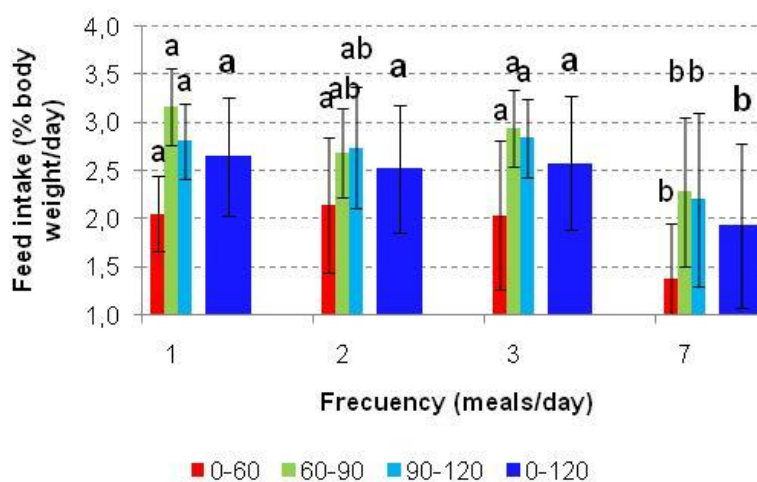 Feed intake (% body
weight/day)
4,0
3,5
3,0
2,5
2,0
1,5
1,0
a a a a
a ab ab a
a a a a
b b b b
1 2 3 7
Frecuency (meals/day)
0-60 60-90 90-120 0-120